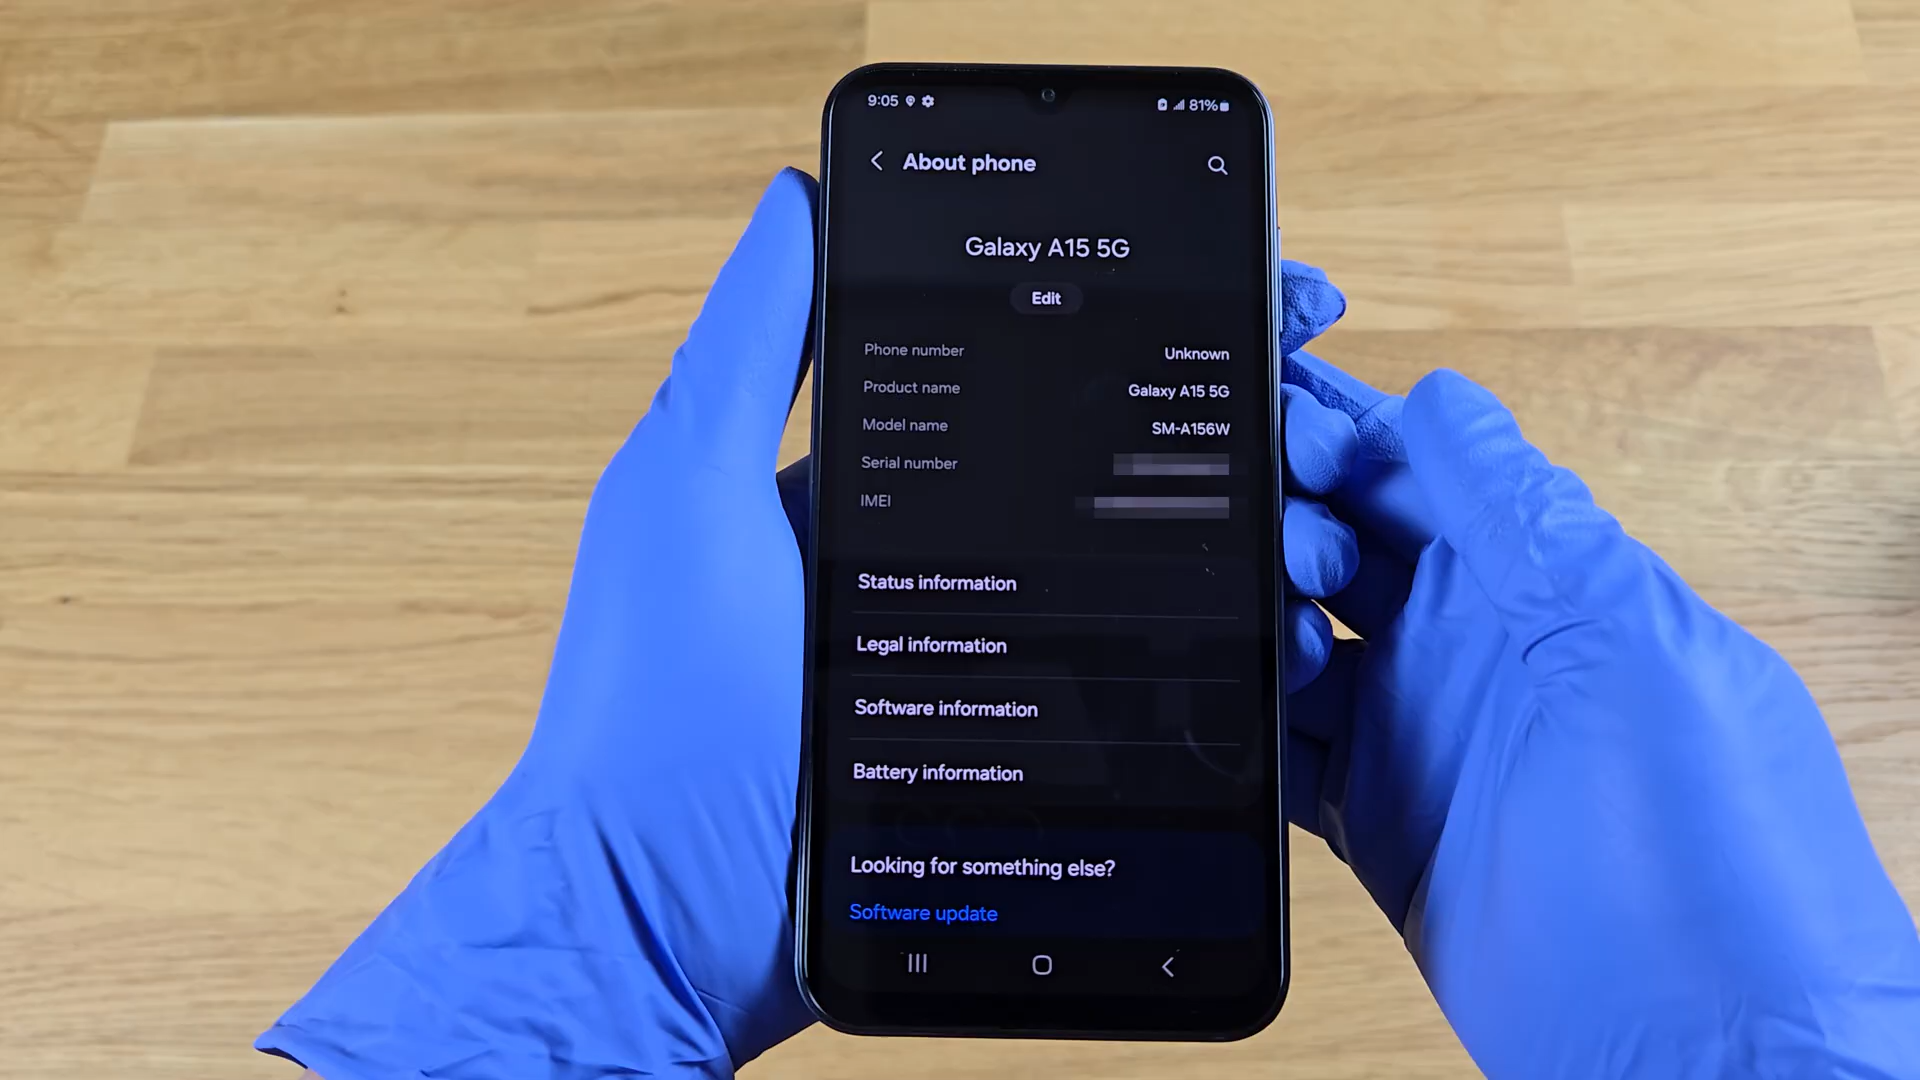 9:05 81%
About phone
Galaxy A15 5G
Edit
Phone number Unknown
Product name Galaxy A15 5G
Model name SM-A156W
Serial number
IMEI
Status information
Legal information
Software information
Battery information
Looking for something else?
Software update